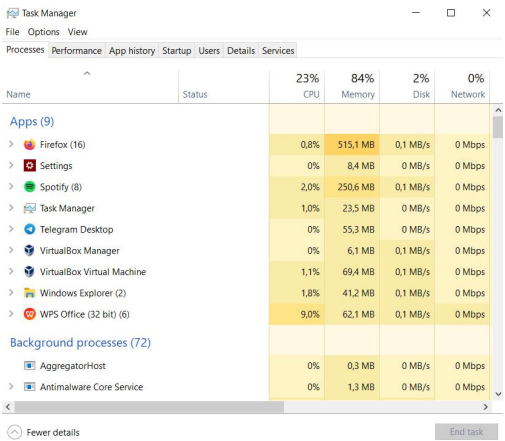 Task Manager
File Options View
Processes Performance App history Startup Users Details Services
23% 84% 2% 0%
Name Status CPU Memory Disk Network
Apps (9)
Firefox (16) 0,8% 515,1 MB 0,1 MB/s 0 Mbps
Settings 0% 8,4 MB 0 MB/s 0 Mbps
Spotify (8) 2,0% 250,6 MB 0,1 MB/s 0 Mbps
Task Manager 1,0% 23,5 MB 0 MB/s 0 Mbps
Telegram Desktop 0% 55,3 MB 0 MB/s 0 Mbps
VirtualBox Manager 0% 6,1 MB 0,1 MB/s 0 Mbps
VirtualBox Virtual Machine 1,1% 69,4 MB 0,1 MB/s 0 Mbps
Windows Explorer (2) 1,8% 41,2 MB 0,1 MB/s 0 Mbps
WPS Office (32 bit) (6) 9,0% 62,1 MB 0,1 MB/s 0 Mbps
Background processes (72)
AggregatorHost 0% 0,3 MB 0 MB/s 0 Mbps
Antimalware Core Service 0% 1,3 MB 0 MB/s 0 Mbps
Fewer details End task